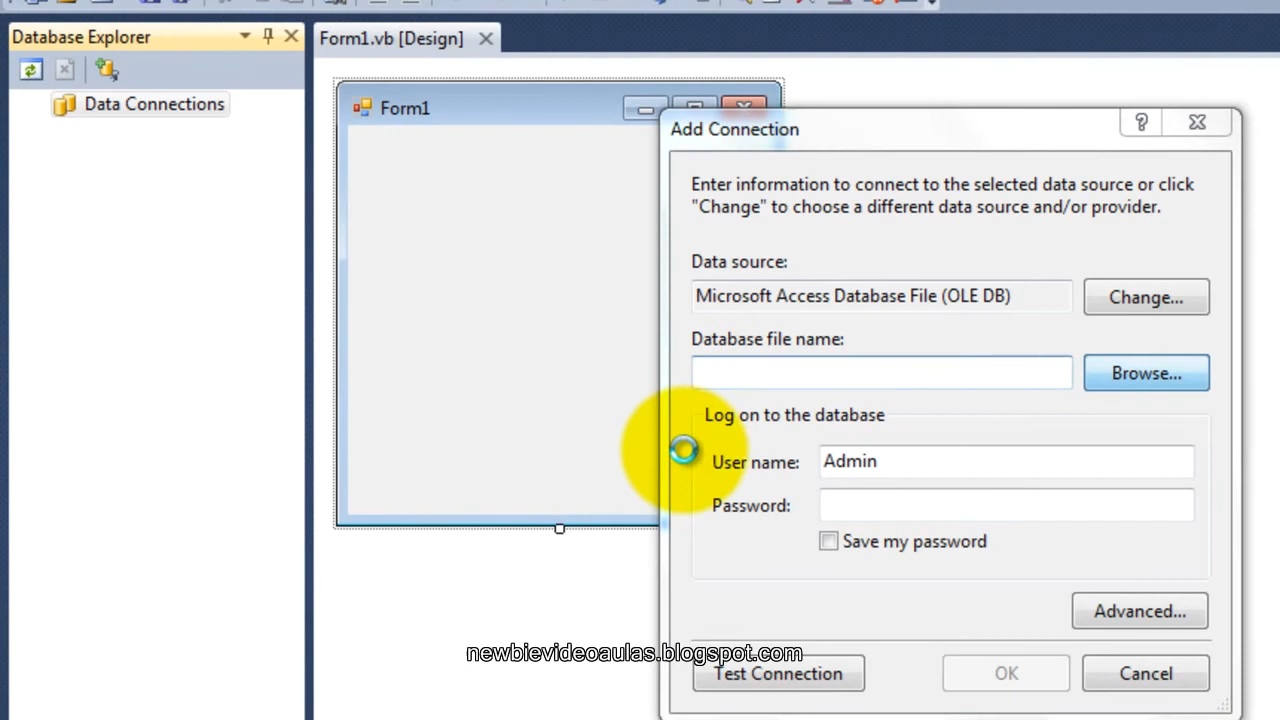 Database Explorer
Form1.vb [Design]
Data Connections
Form1
Add Connection
Enter information to connect to the selected data source or click
"Change" to choose a different data source and/or provider.
Data source:
Microsoft Access Database File (OLE DB)
Change...
Database file name:
Browse...
Log on to the database
User name:
Admin
Password:
Save my password
Advanced...
newbievideoaulas.blogspot.com
Test Connection
OK
Cancel